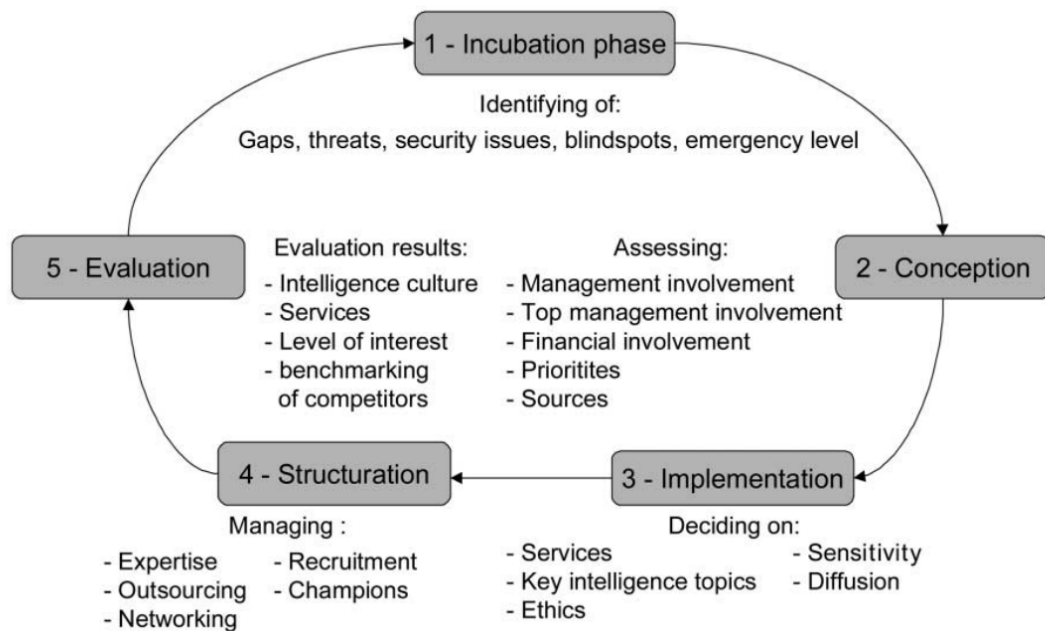 1 - Incubation phase
Identifying of:
Gaps, threats, security issues, blindspots, emergency level
2 - Conception
Assessing:
- Management involvement
- Top management involvement
- Financial involvement
- Prioritites
- Sources
3 - Implementation
Deciding on:
- Services
- Key intelligence topics
- Ethics
- Sensitivity
- Diffusion
4 - Structuration
Managing :
- Expertise
- Outsourcing
- Networking
- Recruitment
- Champions
5 - Evaluation
Evaluation results:
- Intelligence culture
- Services
- Level of interest
- benchmarking
of competitors